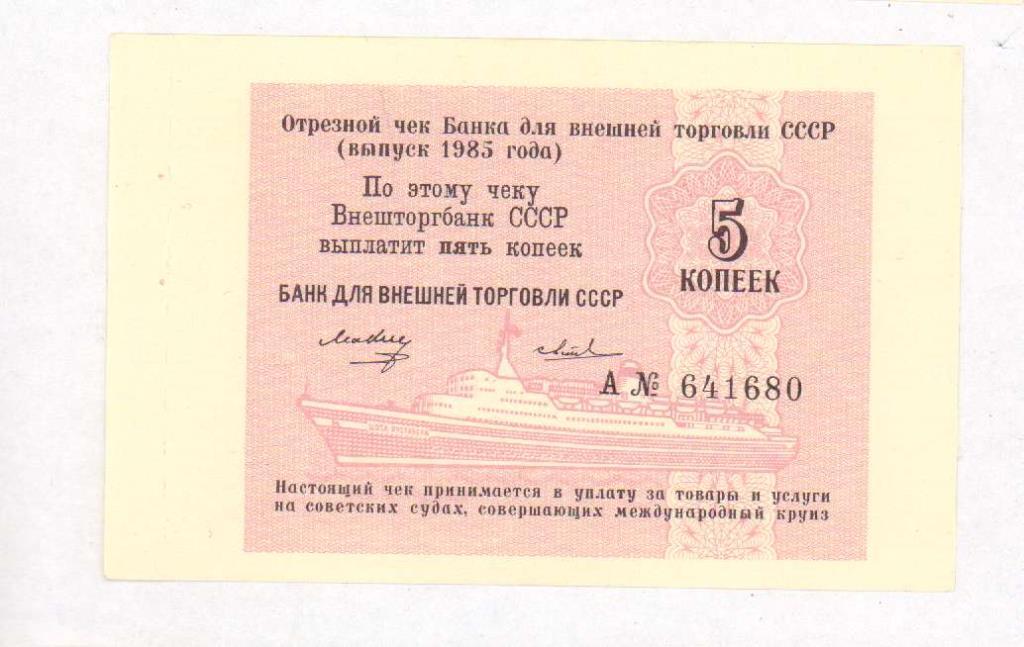 Отрезной чек Банка для внешней торговли СССР
(выпуск 1985 года)
По этому чеку
Внешторгбанк СССР
выплатит пять копеек
5
КОПЕЕК
БАНК ДЛЯ ВНЕШНЕЙ ТОРГОВЛИ СССР
А № 641680
ШОТА РУСТАВЕЛИ
Настоящий чек принимается в уплату за товары и услуги
на советских судах, совершающих международный круиз